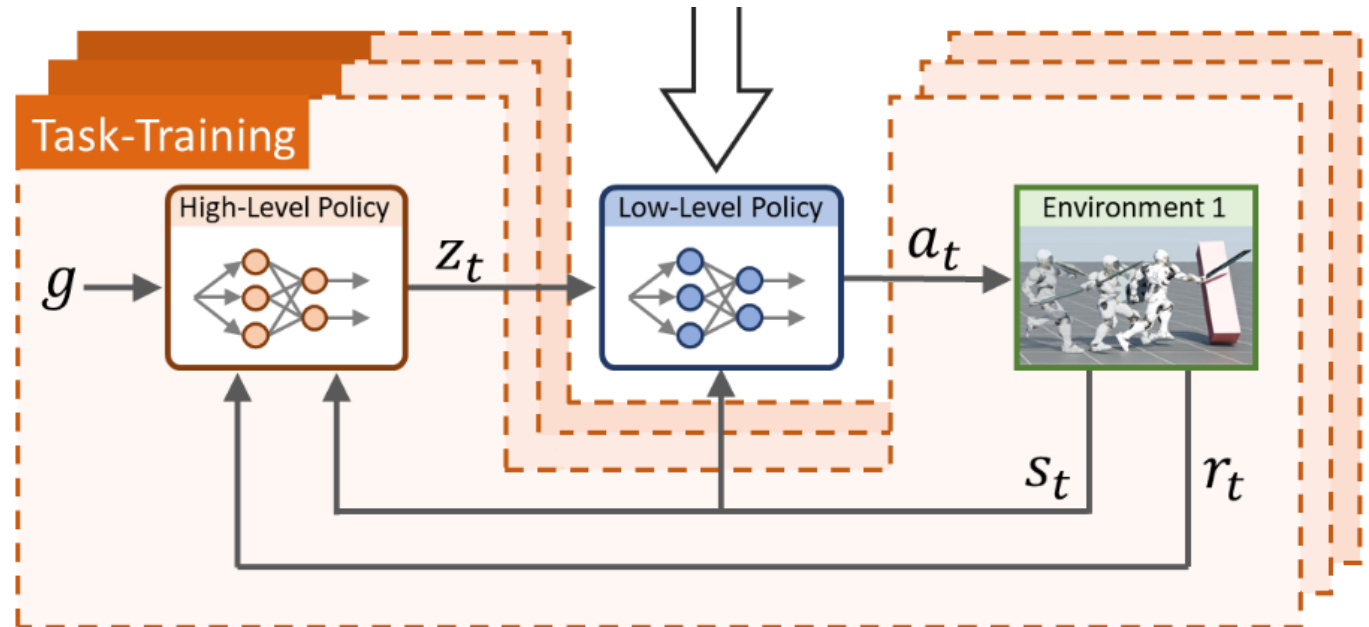 Task-Training
High-Level Policy
Low-Level Policy
Environment 1
g
z_t
a_t
s_t
r_t